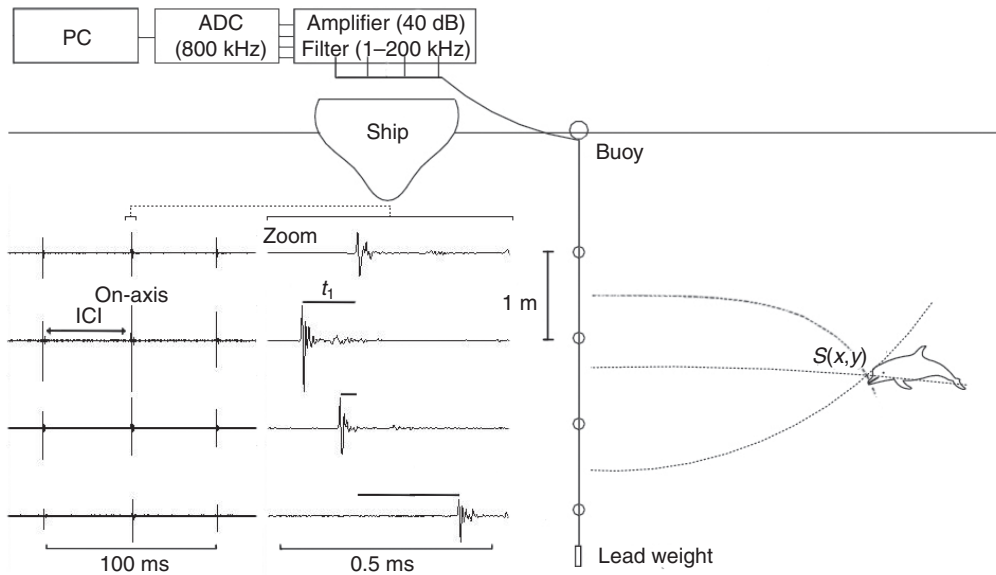 PC
ADC
(800 kHz)
Amplifier (40 dB)
Filter (1–200 kHz)
Ship
Buoy
Zoom
On-axis
ICI
t1
1 m
S(x,y)
100 ms
0.5 ms
Lead weight